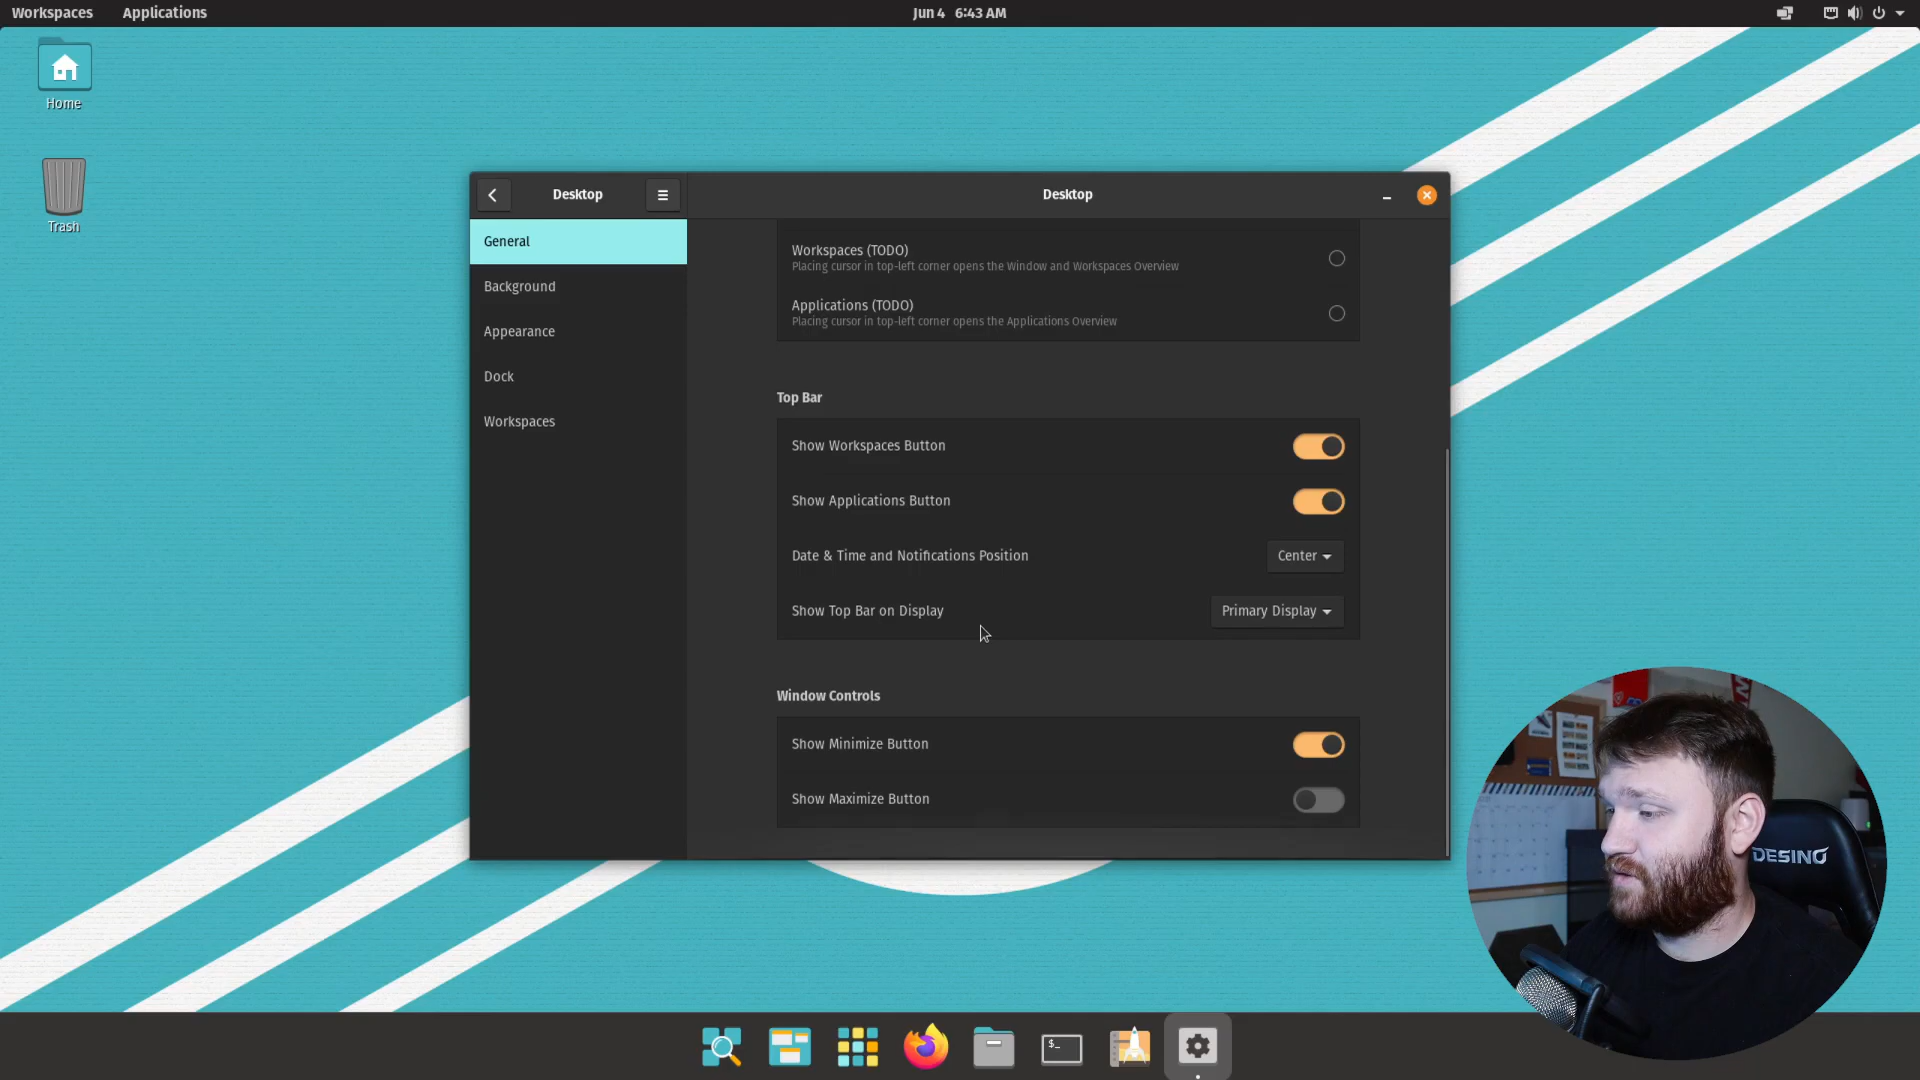 Workspaces Applications Jun 4 6:43 AM
Home
Trash
Desktop Desktop
General
Background
Appearance
Dock
Workspaces
Workspaces (TODO)
Placing cursor in top-left corner opens the Window and Workspaces Overview
Applications (TODO)
Placing cursor in top-left corner opens the Applications Overview
Top Bar
Show Workspaces Button
Show Applications Button
Date & Time and Notifications Position Center
Show Top Bar on Display Primary Display
Window Controls
Show Minimize Button
Show Maximize Button
DESINO
$_